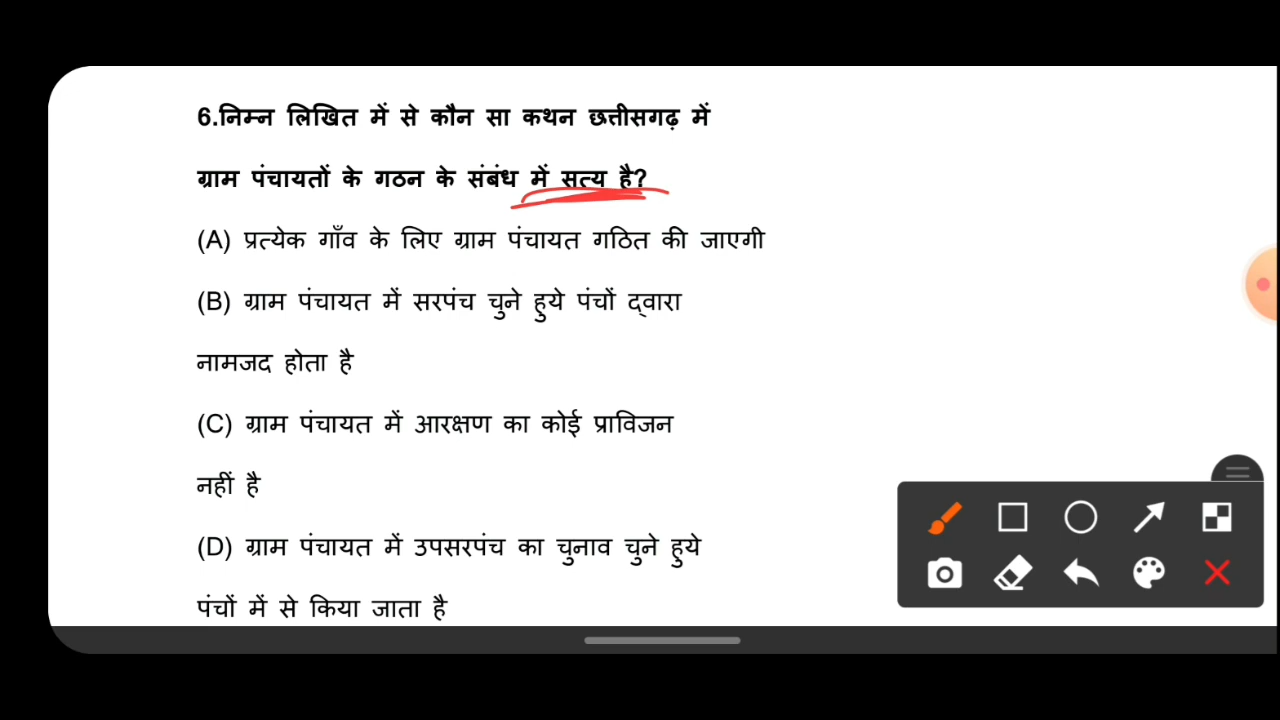 6.निम्न लिखित में से कौन सा कथन छत्तीसगढ़ में
ग्राम पंचायतों के गठन के संबंध में सत्य है?
(A) प्रत्येक गाँव के लिए ग्राम पंचायत गठित की जाएगी
(B) ग्राम पंचायत में सरपंच चुने हुये पंचों द्वारा
नामजद होता है
(C) ग्राम पंचायत में आरक्षण का कोई प्राविजन
नहीं है
(D) ग्राम पंचायत में उपसरपंच का चुनाव चुने हुये
पंचों में से किया जाता है